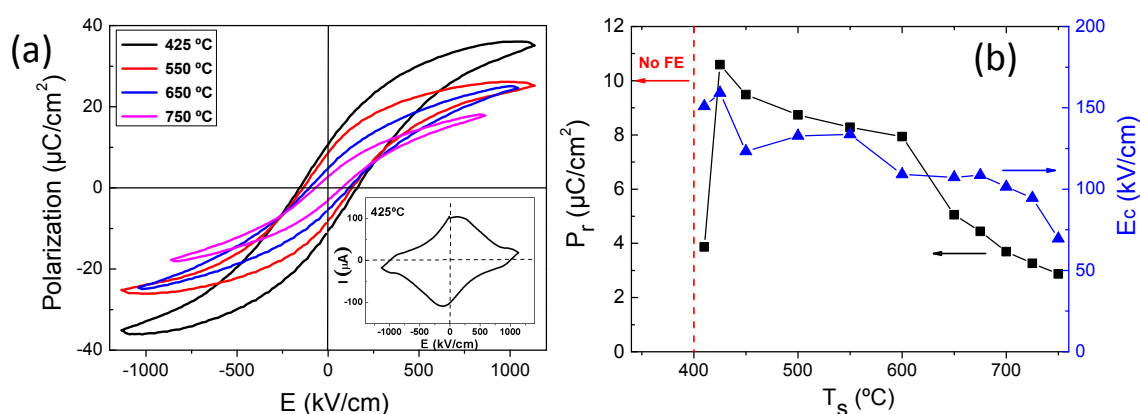 (a)
425 ºC
550 ºC
650 ºC
750 ºC
40
20
0
-20
-40
Polarization (µC/cm²)
-1000 -500 0 500 1000
E (kV/cm)
425ºC
100
0
-100
I (µA)
-1000 -500 0 500 1000
E (kV/cm)
(b)
No FE
12
10
8
6
4
2
0
Pr (µC/cm²)
200
150
100
50
0
Ec (kV/cm)
400 500 600 700
Ts (ºC)